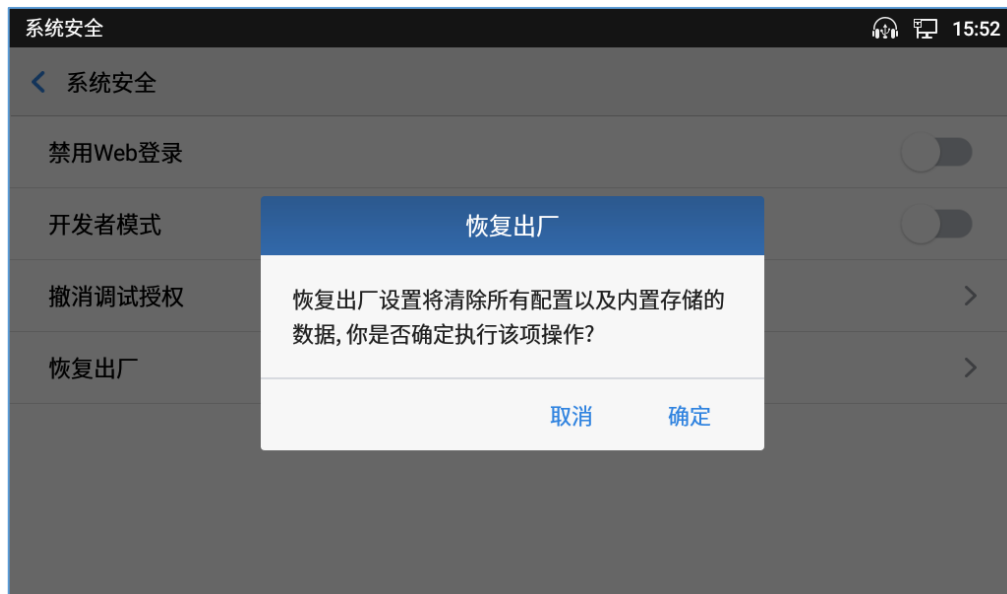 系统安全
15:52
系统安全
禁用Web登录
开发者模式
撤消调试授权
恢复出厂
恢复出厂
恢复出厂设置将清除所有配置以及内置存储的
数据,你是否确定执行该项操作?
取消 确定